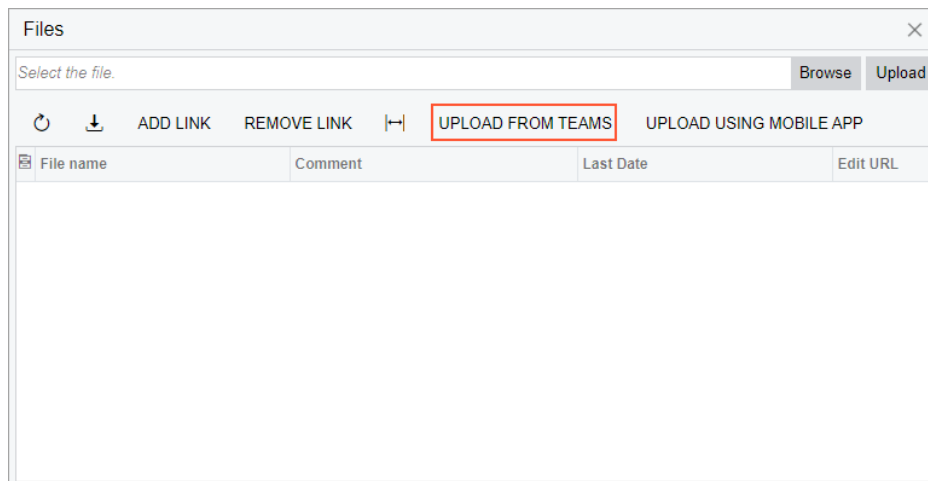 Files
Select the file. Browse Upload
ADD LINK REMOVE LINK UPLOAD FROM TEAMS UPLOAD USING MOBILE APP
File name Comment Last Date Edit URL